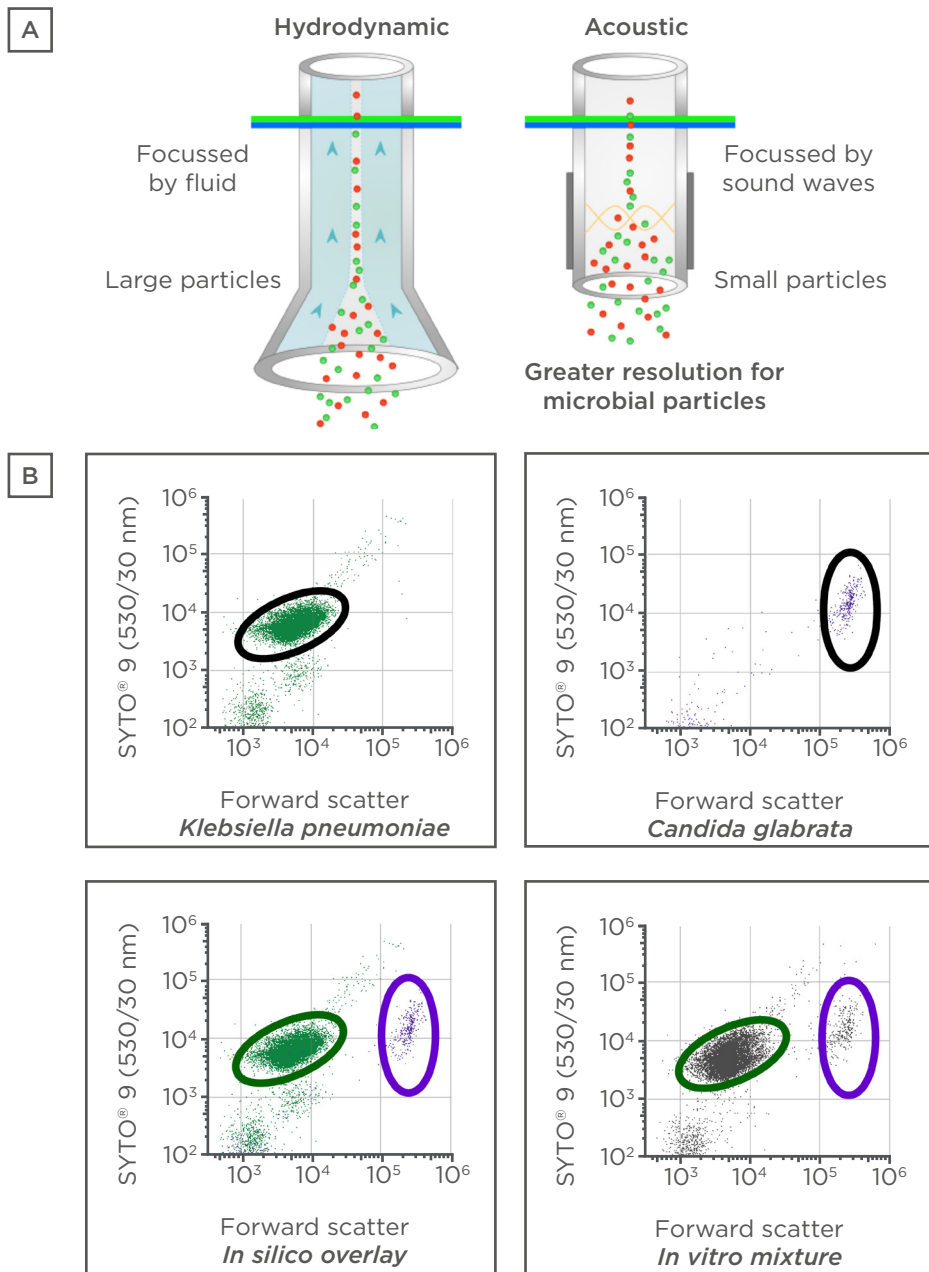 A
Hydrodynamic
Acoustic
Focussed
by fluid
Focussed by
sound waves
Large particles
Small particles
Greater resolution for
microbial particles
B
SYTO® 9 (530/30 nm)
10⁶
10⁵
10⁴
10³
10²
10³ 10⁴ 10⁵ 10⁶
Forward scatter
Klebsiella pneumoniae
SYTO® 9 (530/30 nm)
10⁶
10⁵
10⁴
10³
10²
10³ 10⁴ 10⁵ 10⁶
Forward scatter
Candida glabrata
SYTO® 9 (530/30 nm)
10⁶
10⁵
10⁴
10³
10²
10³ 10⁴ 10⁵ 10⁶
Forward scatter
In silico overlay
SYTO® 9 (530/30 nm)
10⁶
10⁵
10⁴
10³
10²
10³ 10⁴ 10⁵ 10⁶
Forward scatter
In vitro mixture